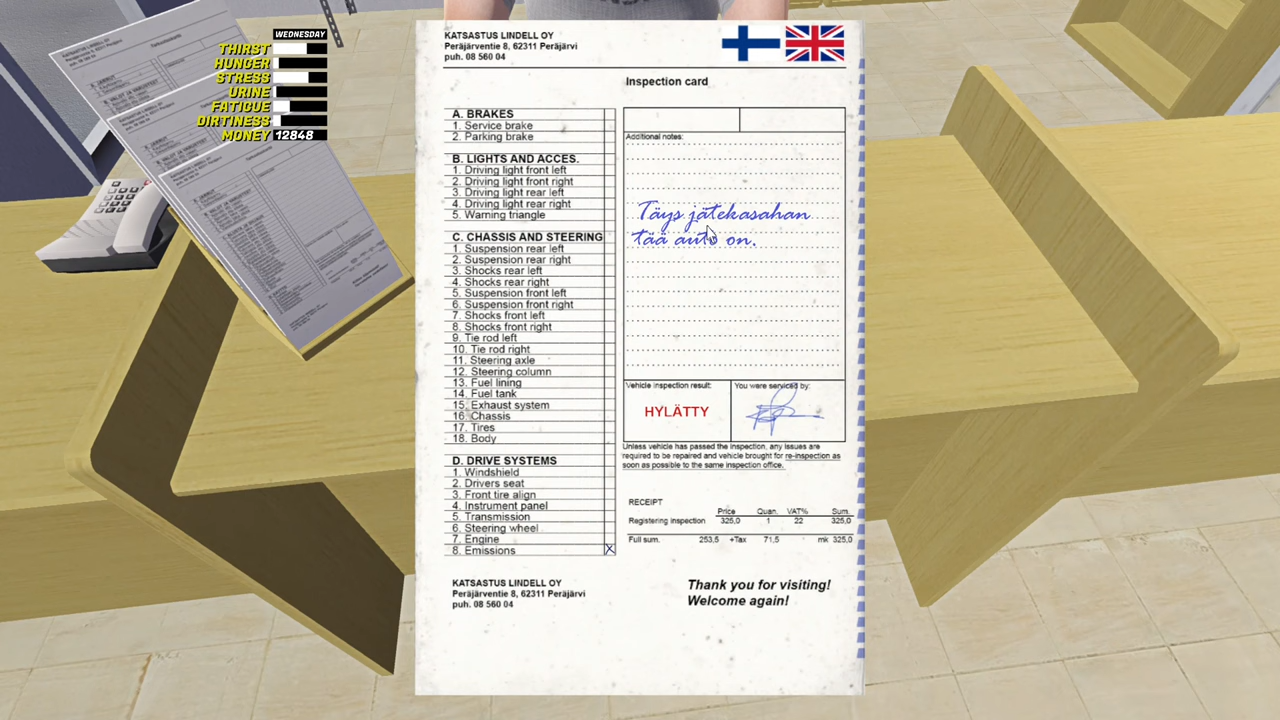 WEDNESDAY
THIRST
HUNGER
STRESS
URINE
FATIGUE
DIRTINESS
MONEY 12848
KATSASTUS LINDELL OY
Peräjärventie 8, 62311 Peräjärvi
puh. 08 560 04
Inspection card
A. BRAKES
1. Service brake
2. Parking brake
B. LIGHTS AND ACCES.
1. Driving light front left
2. Driving light front right
3. Driving light rear left
4. Driving light rear right
5. Warning triangle
C. CHASSIS AND STEERING
1. Suspension rear left
2. Suspension rear right
3. Shocks rear left
4. Shocks rear right
5. Suspension front left
6. Suspension front right
7. Shocks front left
8. Shocks front right
9. Tie rod left
10. Tie rod right
11. Steering axle
12. Steering column
13. Fuel lining
14. Fuel tank
15. Exhaust system
16. Chassis
17. Tires
18. Body
D. DRIVE SYSTEMS
1. Windshield
2. Drivers seat
3. Front tire align
4. Instrument panel
5. Transmission
6. Steering wheel
7. Engine
8. Emissions X
Additional notes:
Täys jätekasahan
tää auto on.
Vehicle inspection result:
HYLÄTTY
You were serviced by:
Unless vehicle has passed the inspection, any issues are
required to be repaired and vehicle brought for re-inspection as
soon as possible to the same inspection office.
RECEIPT
Price Quan. VAT% Sum.
Registering inspection 325,0 1 22 325,0
Full sum. 253,5 +Tax 71,5 mk 325,0
KATSASTUS LINDELL OY
Peräjärventie 8, 62311 Peräjärvi
puh. 08 560 04
Thank you for visiting!
Welcome again!